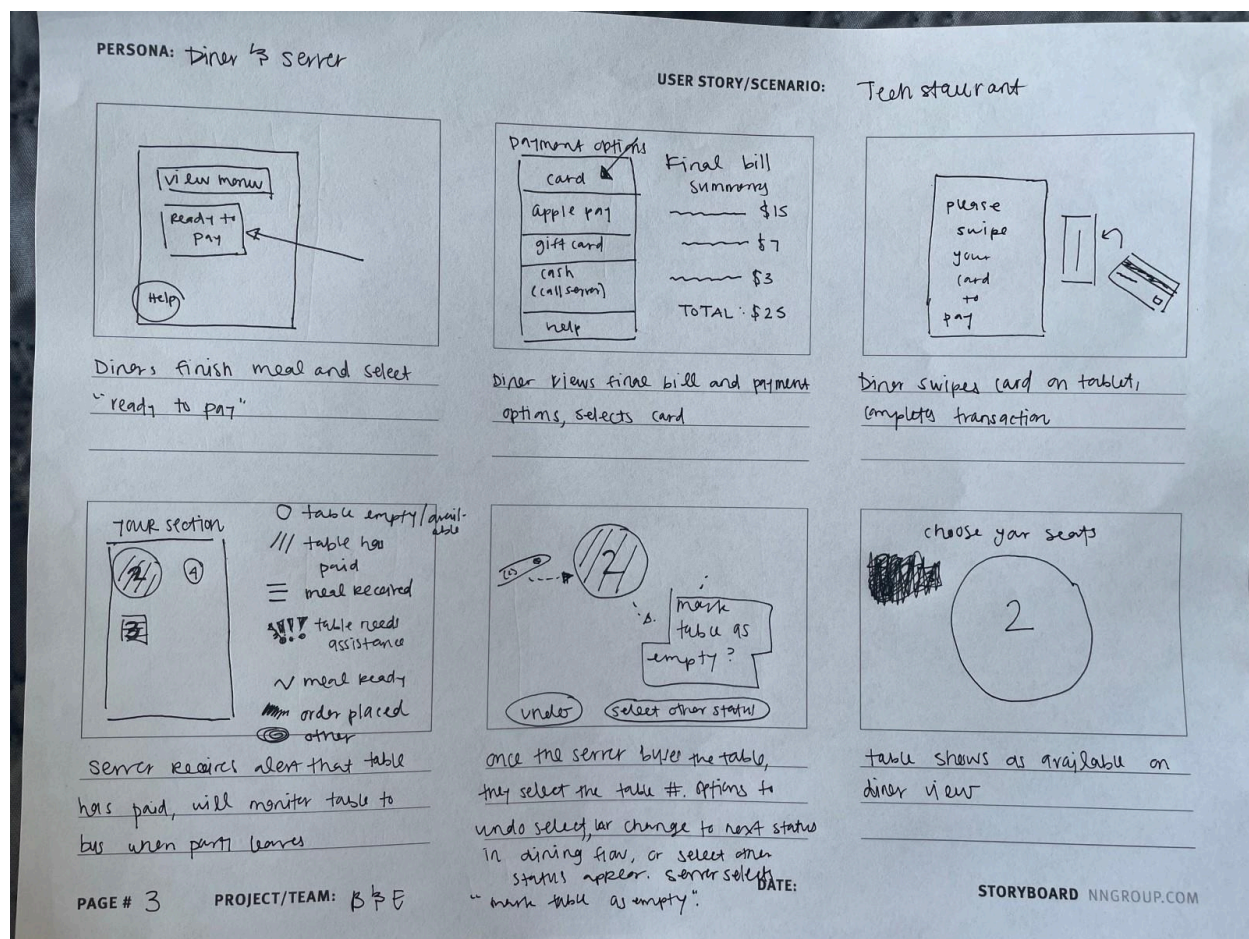 PERSONA: Diner & server
USER STORY/SCENARIO: Techstaurant
view menu
Ready to
pay
Help
Diners finish meal and select
"ready to pay"
payment options
card
apple pay
gift card
cash
(call server)
help
Final bill
summary
$15
$7
$3
TOTAL: $25
Diner views final bill and payment
options, selects card
please
swipe
your
card
to
pay
Diner swipes card on tablet,
completes transaction
your section
2
4
3
O table empty/avail-
able
/// table has
paid
meal received
!!! table needs
assistance
meal ready
order placed
other
server receives alert that table
has paid, will monitor table to
bus when party leaves
2
mark
table as
empty?
undo
select other status
once the server buses the table,
they select the table #. options to
undo select, or change to next status
in dining flow, or select other
status appear. server selects
"mark table as empty".
choose your seats
2
table shows as available on
diner view
PAGE # 3
PROJECT/TEAM: B & E
DATE:
STORYBOARD NNGROUP.COM